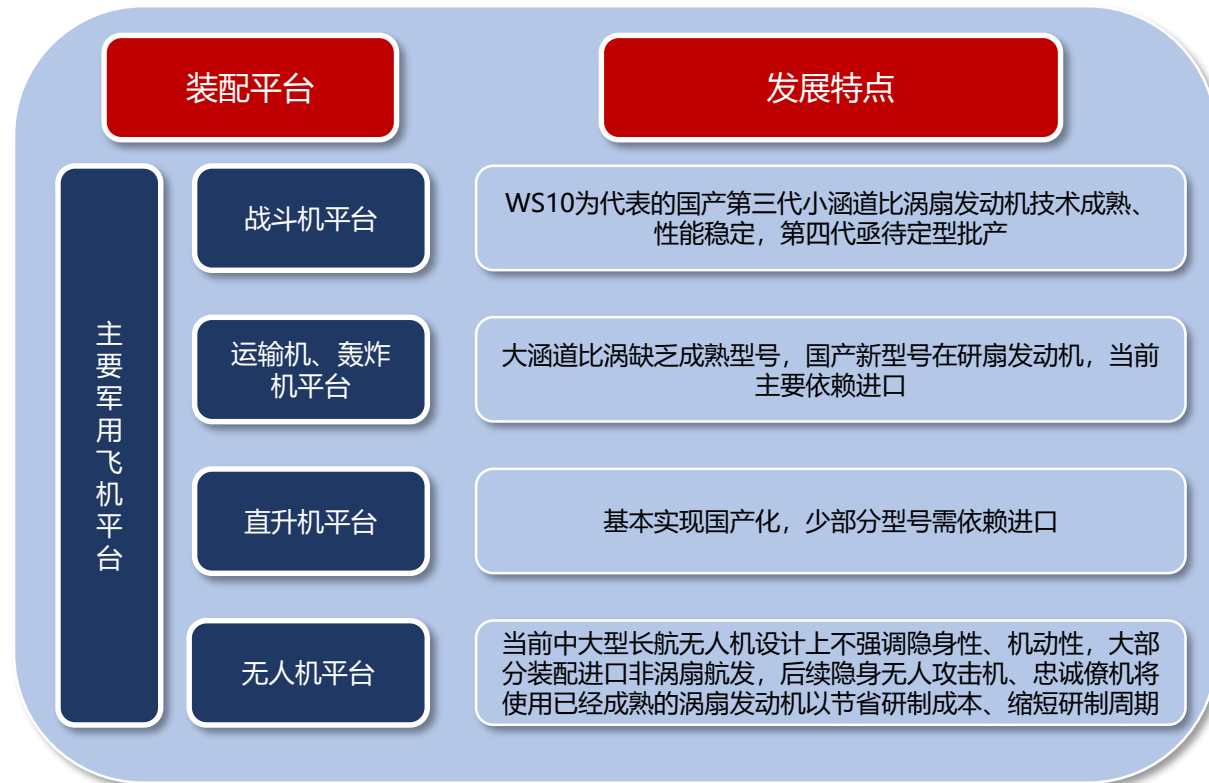 装配平台
发展特点
主要军用飞机平台
战斗机平台
WS10为代表的国产第三代小涵道比涡扇发动机技术成熟、
性能稳定，第四代亟待定型批产
运输机、轰炸
机平台
大涵道比涡缺乏成熟型号，国产新型号在研扇发动机，当前
主要依赖进口
直升机平台
基本实现国产化，少部分型号需依赖进口
无人机平台
当前中大型长航无人机设计上不强调隐身性、机动性，大部
分装配进口非涡扇航发，后续隐身无人攻击机、忠诚僚机将
使用已经成熟的涡扇发动机以节省研制成本、缩短研制周期